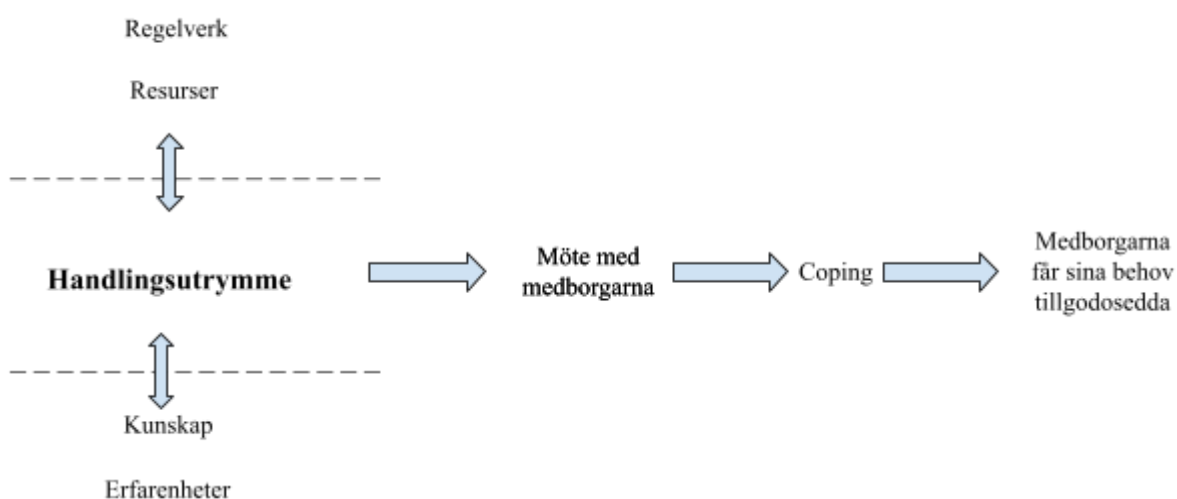 Regelverk
Resurser
Handlingsutrymme
Möte med
medborgarna
Coping
Medborgarna
får sina behov
tillgodosedda
Kunskap
Erfarenheter